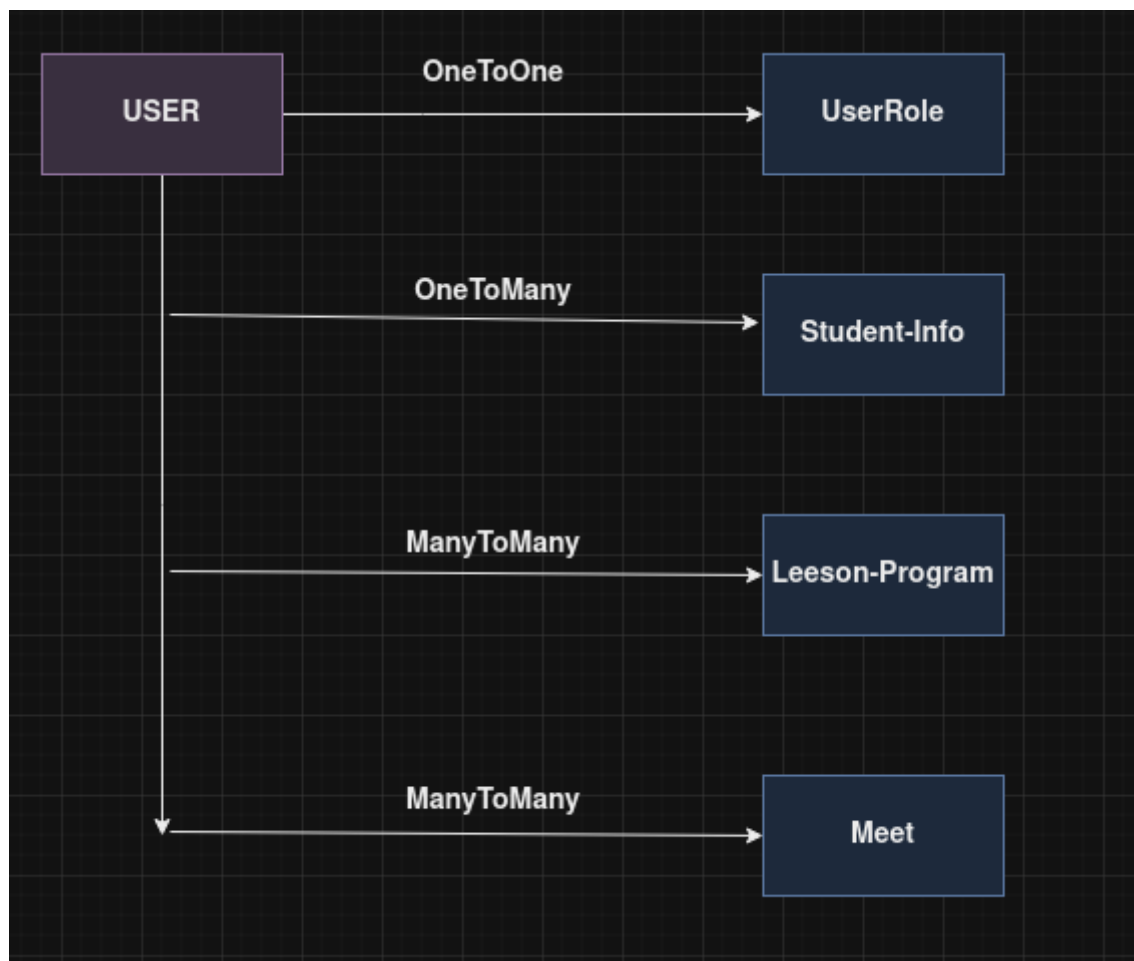 OneToOne
USER
UserRole
OneToMany
Student-Info
ManyToMany
Leeson-Program
ManyToMany
Meet